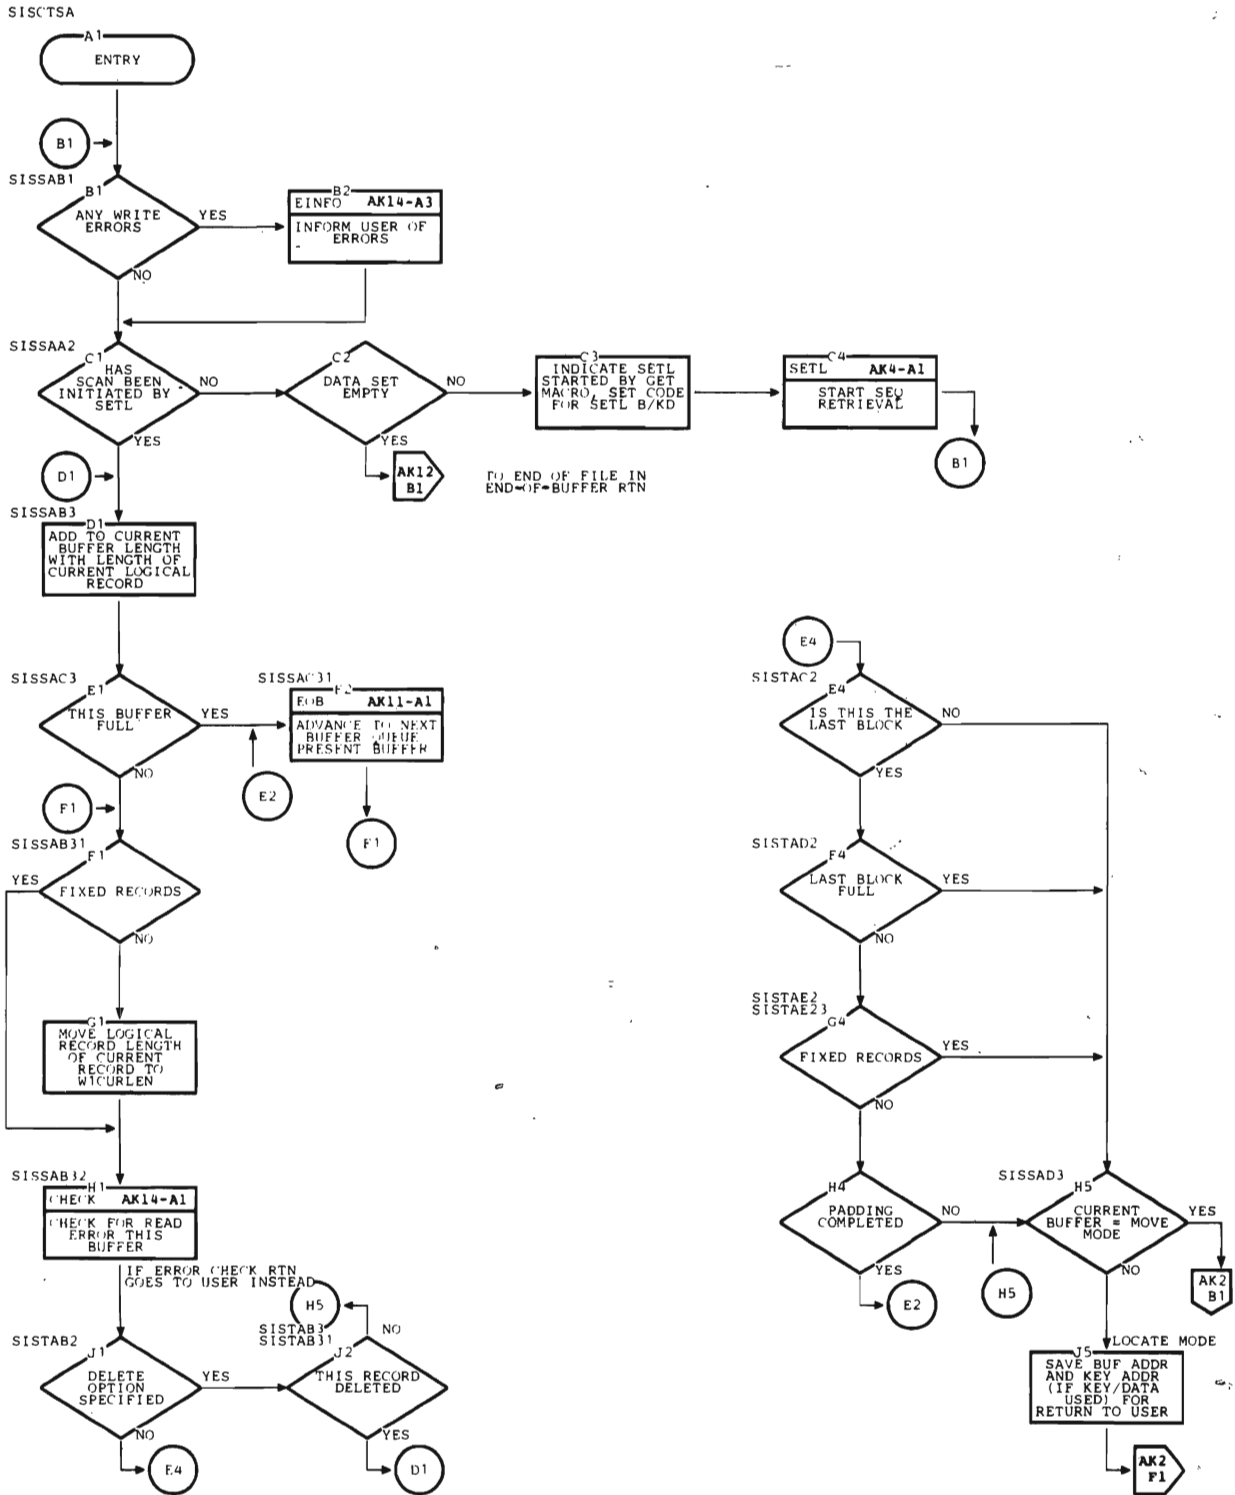 SISCTSA
A1
ENTRY
B1
SISSAB1
B1
ANY WRITE
ERRORS
YES
NO
B2
EINFO AK14-A3
INFORM USER OF
ERRORS
SISSAA2
C1
HAS
SCAN BEEN
INITIATED BY
SETL
NO
YES
C2
DATA SET
EMPTY
NO
YES
C3
INDICATE SETL
STARTED BY GET
MACRO, SET CODE
FOR SETL B/KD
C4
SETL AK4-A1
START SEQ
RETRIEVAL
B1
D1
AK12
B1
TO END OF FILE IN
END-OF-BUFFER RTN
SISSAB3
D1
ADD TO CURRENT
BUFFER LENGTH
WITH LENGTH OF
CURRENT LOGICAL
RECORD
SISSAC3
E1
THIS BUFFER
FULL
YES
NO
SISSAC31
F2
EOB AK11-A1
ADVANCE TO NEXT
BUFFER QUEUE
PRESENT BUFFER
E2
F1
F1
SISSAB31
F1
FIXED RECORDS
YES
NO
G1
MOVE LOGICAL
RECORD LENGTH
OF CURRENT
RECORD TO
W1CURLEN
SISSAB32
H1
CHECK AK14-A1
CHECK FOR READ
ERROR THIS
BUFFER
IF ERROR CHECK RTN
GOES TO USER INSTEAD
H5
SISTAB2
J1
DELETE
OPTION
SPECIFIED
YES
NO
E4
SISTAB3
SISTAB31
J2
THIS RECORD
DELETED
NO
YES
D1
E4
SISTAC2
E4
IS THIS THE
LAST BLOCK
NO
YES
SISTAD2
F4
LAST BLOCK
FULL
YES
NO
SISTAE2
SISTAE23
G4
FIXED RECORDS
YES
NO
H4
PADDING
COMPLETED
NO
YES
E2
H5
SISSAD3
H5
CURRENT
BUFFER = MOVE
MODE
YES
NO
AK2
B1
LOCATE MODE
J5
SAVE BUF ADDR
AND KEY ADDR
(IF KEY/DATA
USED) FOR
RETURN TO USER
AK2
F1